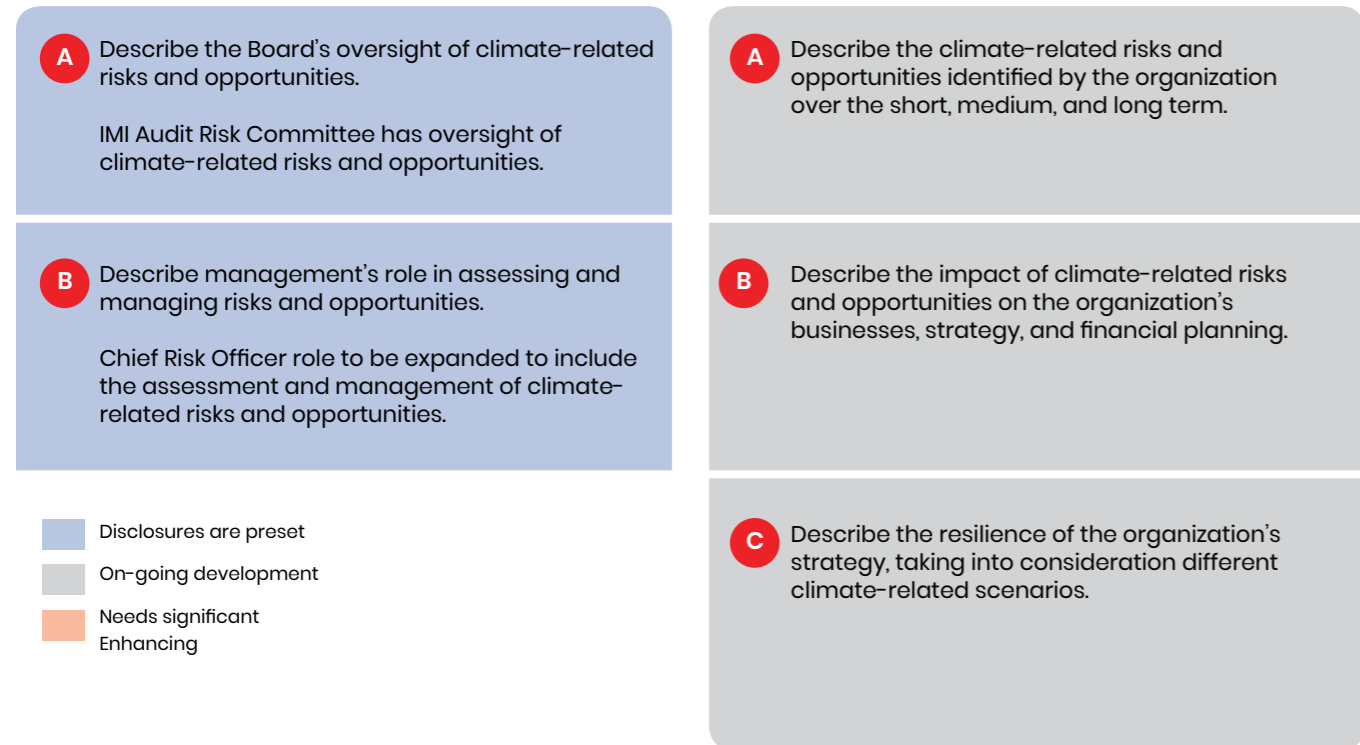 A
Describe the Board's oversight of climate-related
risks and opportunities.
IMI Audit Risk Committee has oversight of
climate-related risks and opportunities.
B
Describe management's role in assessing and
managing risks and opportunities.
Chief Risk Officer role to be expanded to include
the assessment and management of climate-
related risks and opportunities.
Disclosures are preset
On-going development
Needs significant
Enhancing
A
Describe the climate-related risks and
opportunities identified by the organization
over the short, medium, and long term.
B
Describe the impact of climate-related risks
and opportunities on the organization's
businesses, strategy, and financial planning.
C
Describe the resilience of the organization's
strategy, taking into consideration different
climate-related scenarios.